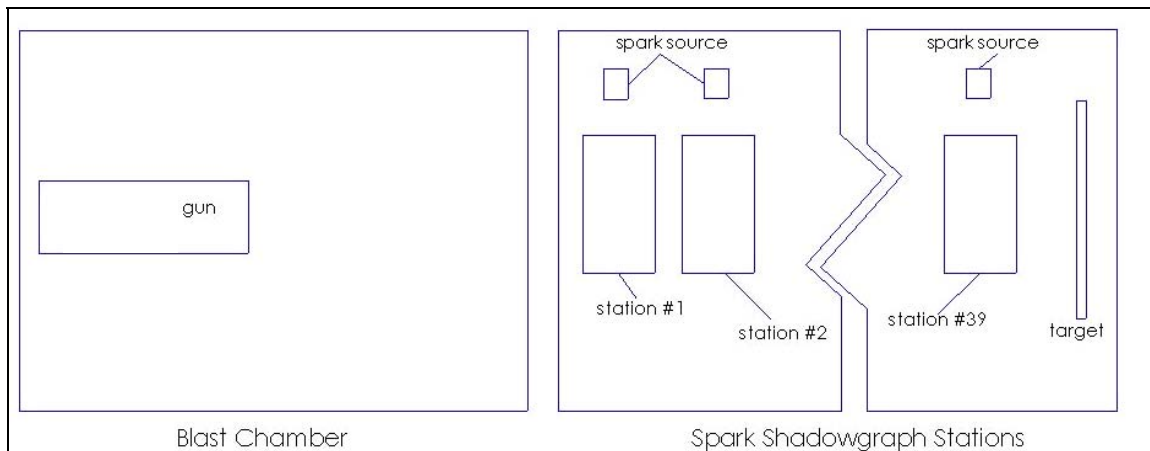 spark source
spark source
gun
station #1
station #2
station #39
target
Blast Chamber
Spark Shadowgraph Stations